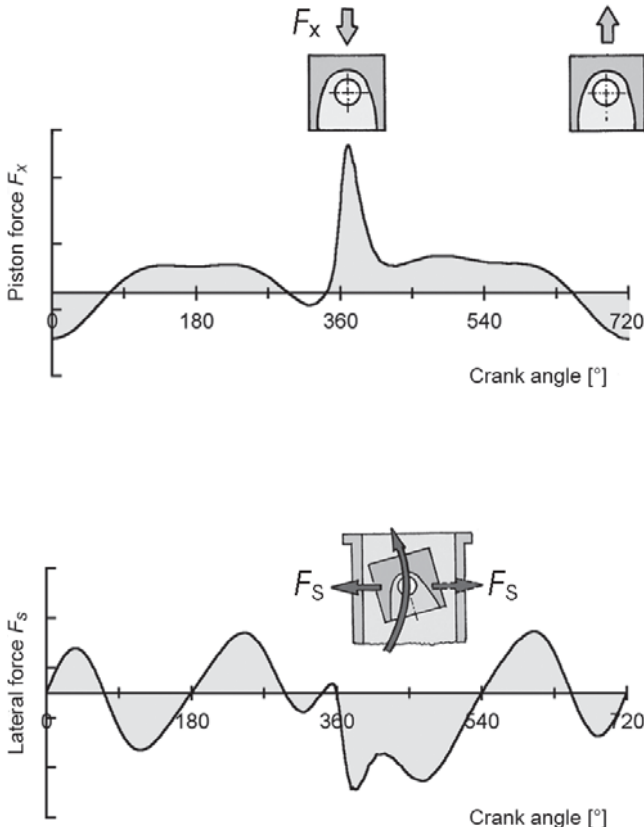 Fx
Piston force Fx
0 180 360 540 720
Crank angle [°]
Fs Fs
Lateral force Fs
0 180 360 540 720
Crank angle [°]